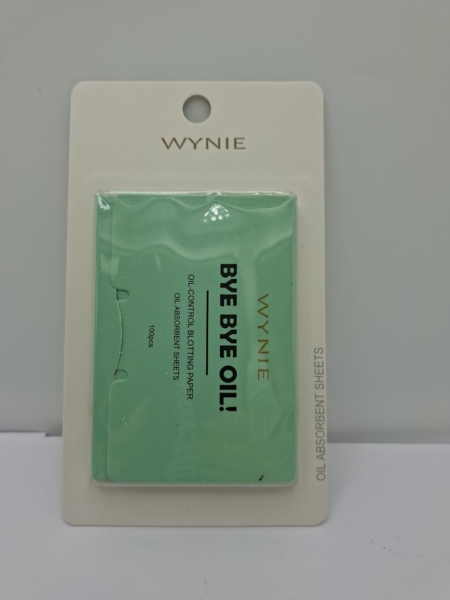 WYNIE
WYNIE
BYE BYE OIL!
OIL-CONTROL BLOTTING PAPER
OIL ABSORBENT SHEETS
100pcs
OIL ABSORBENT SHEETS